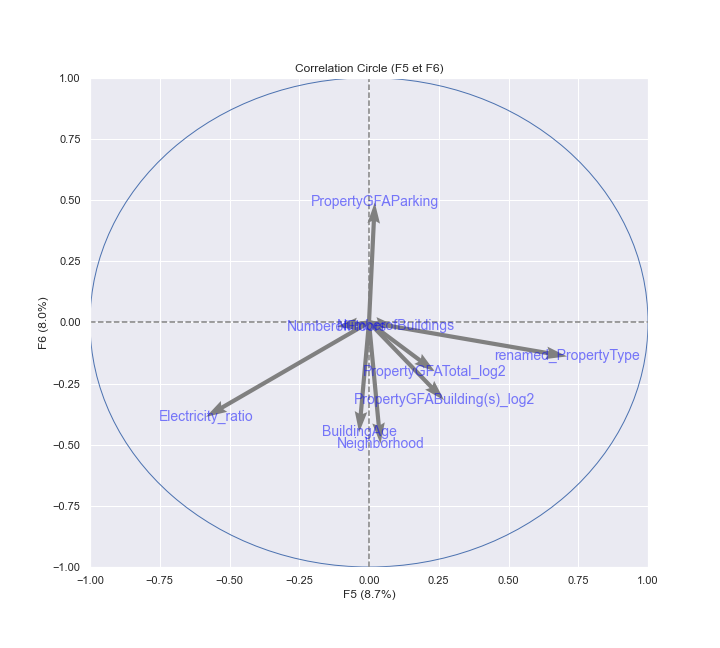 Correlation Circle (F5 et F6)
1.00
0.75
0.50
0.25
0.00
−0.25
−0.50
−0.75
−1.00
F6 (8.0%)
PropertyGFAParking
NumberofBuildings
renamed_PropertyType
PropertyGFATotal_log2
PropertyGFABuilding(s)_log2
Electricity_ratio
BuildingAge
Neighborhood
−1.00 −0.75 −0.50 −0.25 0.00 0.25 0.50 0.75 1.00
F5 (8.7%)